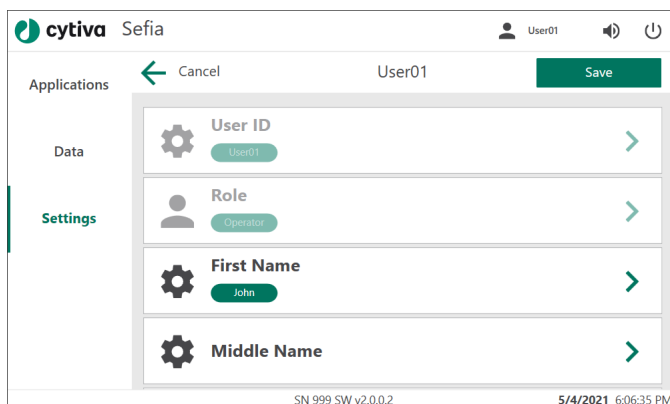 cytiva Sefia
User01
Applications
Cancel
User01
Save
User ID
User01
Data
Role
Operator
Settings
First Name
John
Middle Name
SN 999 SW v2.0.0.2
5/4/2021 6:06:35 PM